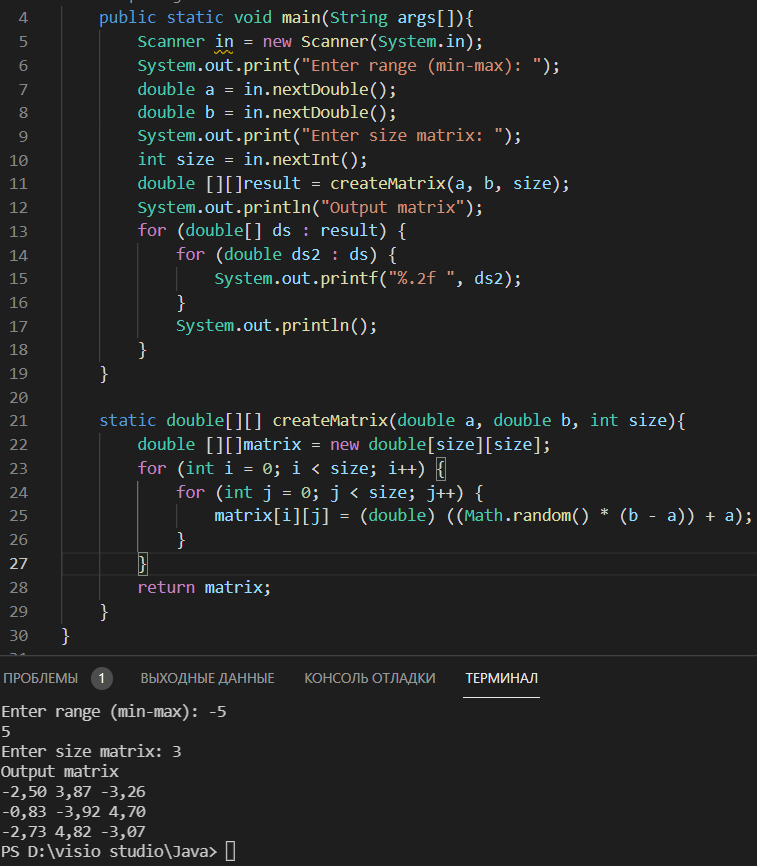 4 public static void main(String args[]){
5 Scanner in = new Scanner(System.in);
6 System.out.print("Enter range (min-max): ");
7 double a = in.nextDouble();
8 double b = in.nextDouble();
9 System.out.print("Enter size matrix: ");
10 int size = in.nextInt();
11 double [][]result = createMatrix(a, b, size);
12 System.out.println("Output matrix");
13 for (double[] ds : result) {
14 for (double ds2 : ds) {
15 System.out.printf("%.2f ", ds2);
16 }
17 System.out.println();
18 }
19 }
20
21 static double[][] createMatrix(double a, double b, int size){
22 double [][]matrix = new double[size][size];
23 for (int i = 0; i < size; i++) {
24 for (int j = 0; j < size; j++) {
25 matrix[i][j] = (double) ((Math.random() * (b - a)) + a);
26 }
27 }
28 return matrix;
29 }
30 }
ПРОБЛЕМЫ 1 ВЫХОДНЫЕ ДАННЫЕ КОНСОЛЬ ОТЛАДКИ ТЕРМИНАЛ
Enter range (min-max): -5
5
Enter size matrix: 3
Output matrix
-2,50 3,87 -3,26
-0,83 -3,92 4,70
-2,73 4,82 -3,07
PS D:\visio studio\Java>